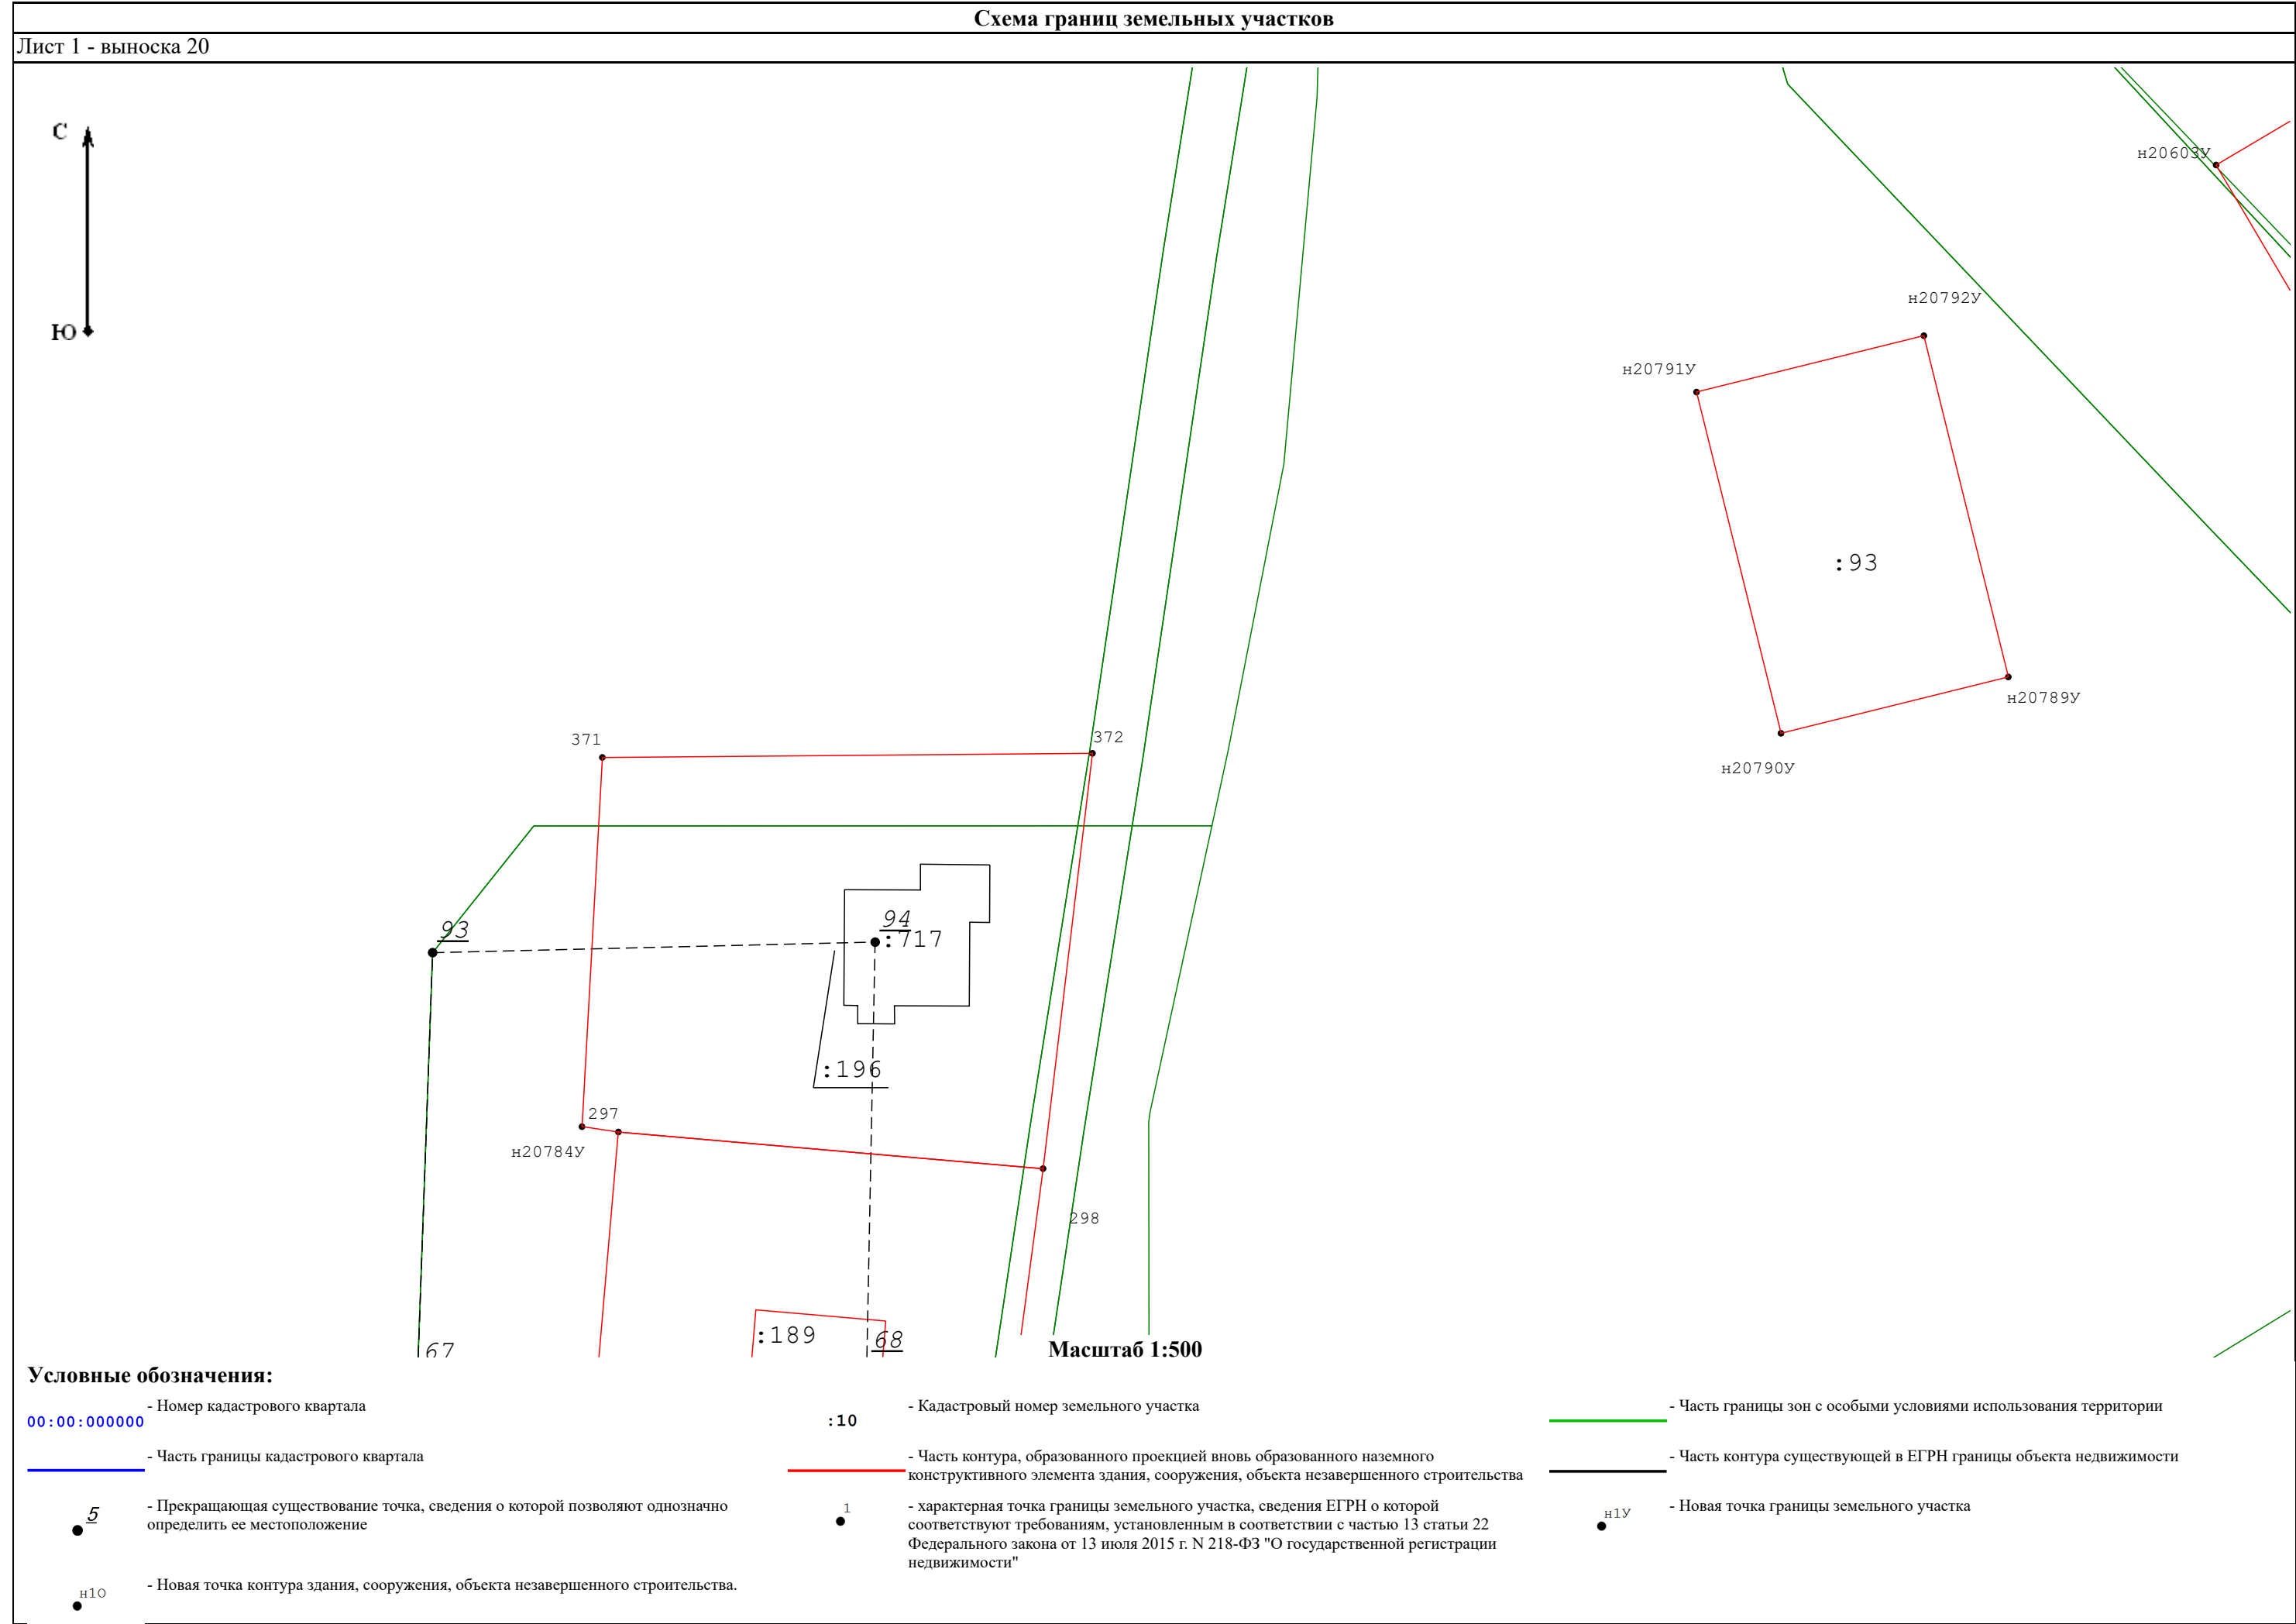 Схема границ земельных участков
Лист 1 - выноска 20
С
Ю
н20603У
н20792У
н20791У
:93
н20789У
н20790У
371
372
93
94
:717
:196
297
н20784У
298
:189
68
67
Масштаб 1:500
Условные обозначения:
00:00:000000
- Номер кадастрового квартала
:10
- Кадастровый номер земельного участка
- Часть границы зон с особыми условиями использования территории
- Часть границы кадастрового квартала
- Часть контура, образованного проекцией вновь образованного наземного
конструктивного элемента здания, сооружения, объекта незавершенного строительства
- Часть контура существующей в ЕГРН границы объекта недвижимости
5
- Прекращающая существование точка, сведения о которой позволяют однозначно
определить ее местоположение
1
- характерная точка границы земельного участка, сведения ЕГРН о которой
соответствуют требованиям, установленным в соответствии с частью 13 статьи 22
Федерального закона от 13 июля 2015 г. N 218-ФЗ "О государственной регистрации
недвижимости"
н1У
- Новая точка границы земельного участка
н1О
- Новая точка контура здания, сооружения, объекта незавершенного строительства.